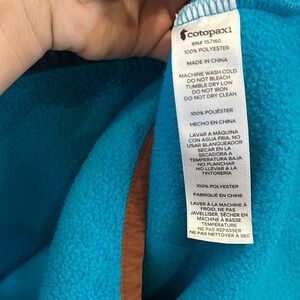 cotopaxi
RN# 157160
100% POLYESTER
MADE IN CHINA
MACHINE WASH COLD
DO NOT BLEACH
TUMBLE DRY LOW
DO NOT IRON
DO NOT DRY CLEAN
100% POLIÉSTER
HECHO EN CHINA
LAVAR A MÁQUINA
CON AGUA FRIA, NO
USAR BLANQUEADOR
SECAR EN LA
SECADORA A
TEMPERATURA BAJA
NO PLANCHAR
NO LLEVAR A LA
TINTORERÍA
100% POLYESTER
FABRIQUÉ EN CHINE
LAVER À LA MACHINE À
FROID, NE PAS
JAVELLISER, SÉCHER EN
MACHINE À BASSE
TEMPÉRATURE
NE PAS REPASSER
NE PAS NETTOYER À SEC